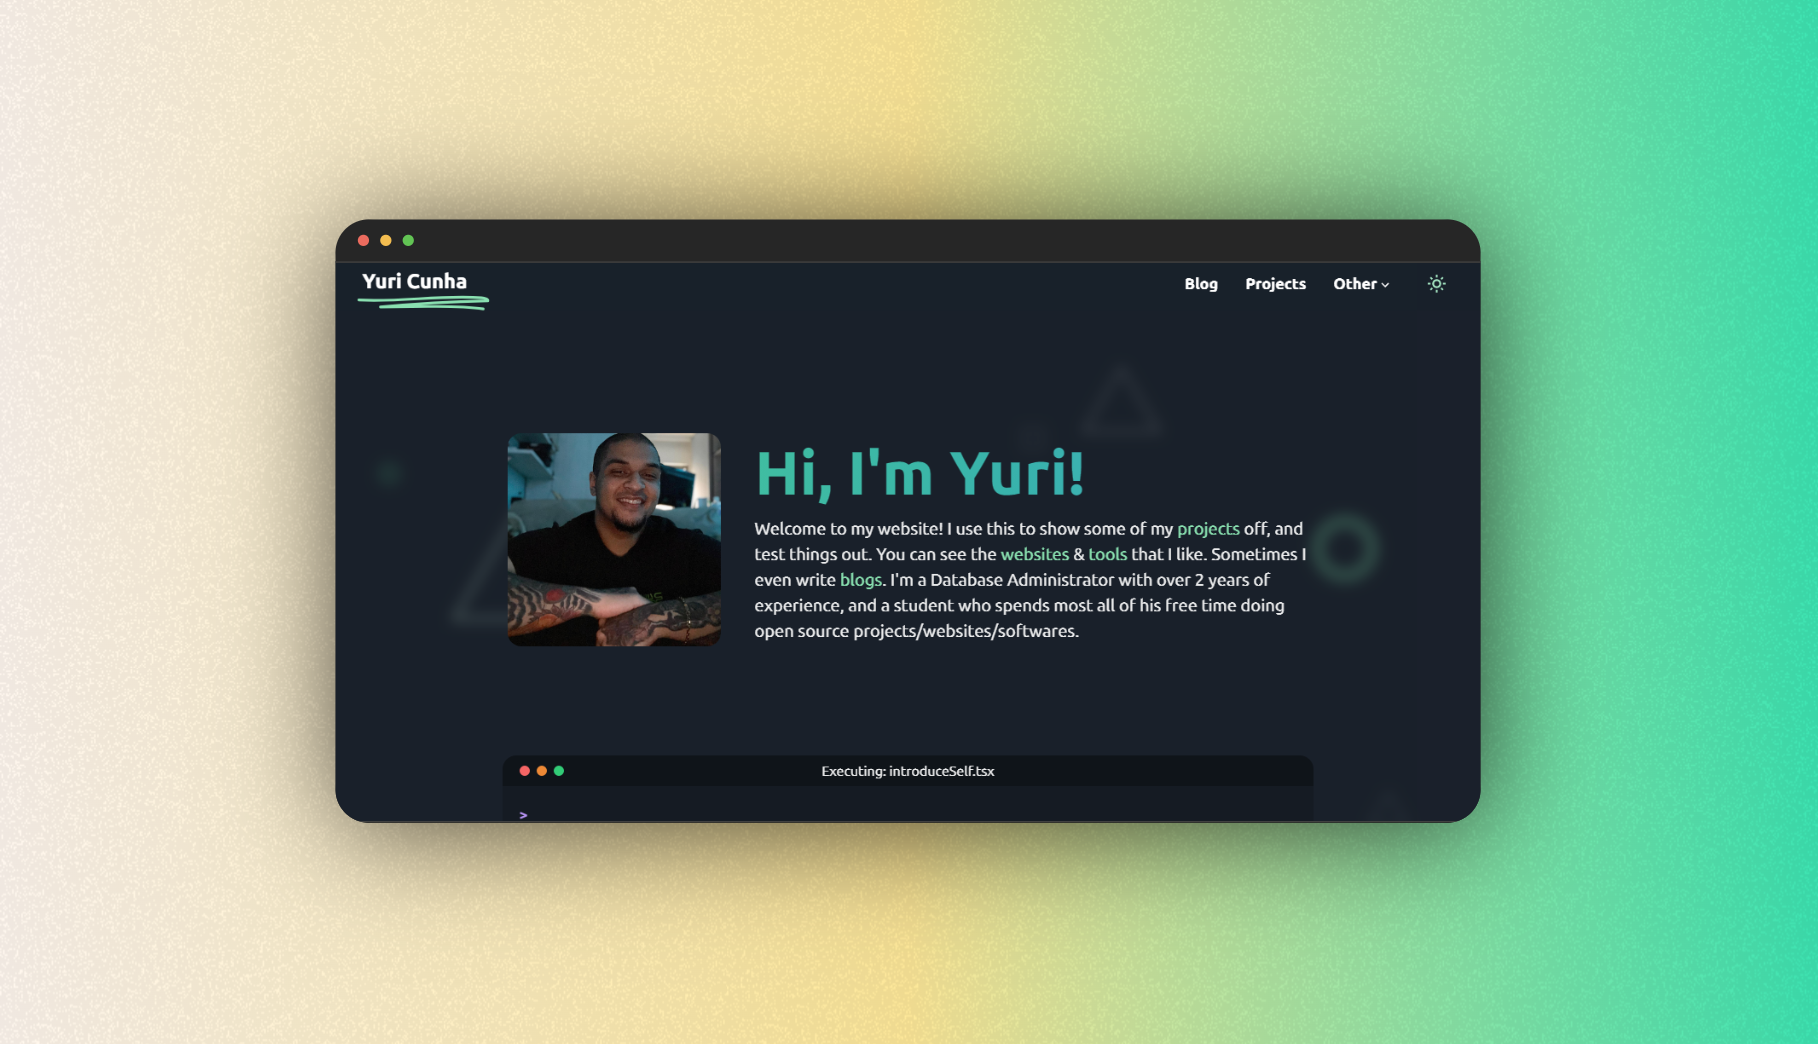 Yuri Cunha
Blog Projects Other
Hi, I'm Yuri!
Welcome to my website! I use this to show some of my projects off, and
test things out. You can see the websites & tools that I like. Sometimes I
even write blogs. I'm a Database Administrator with over 2 years of
experience, and a student who spends most all of his free time doing
open source projects/websites/softwares.
Executing: introduceSelf.tsx
>